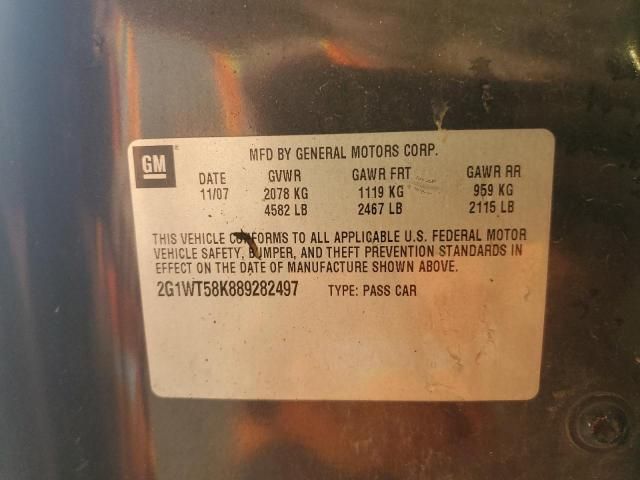 GM
MFD BY GENERAL MOTORS CORP.
DATE GVWR GAWR FRT GAWR RR
11/07 2078 KG 1119 KG 959 KG
4582 LB 2467 LB 2115 LB
THIS VEHICLE CONFORMS TO ALL APPLICABLE U.S. FEDERAL MOTOR
VEHICLE SAFETY, BUMPER, AND THEFT PREVENTION STANDARDS IN
EFFECT ON THE DATE OF MANUFACTURE SHOWN ABOVE.
2G1WT58K889282497 TYPE: PASS CAR